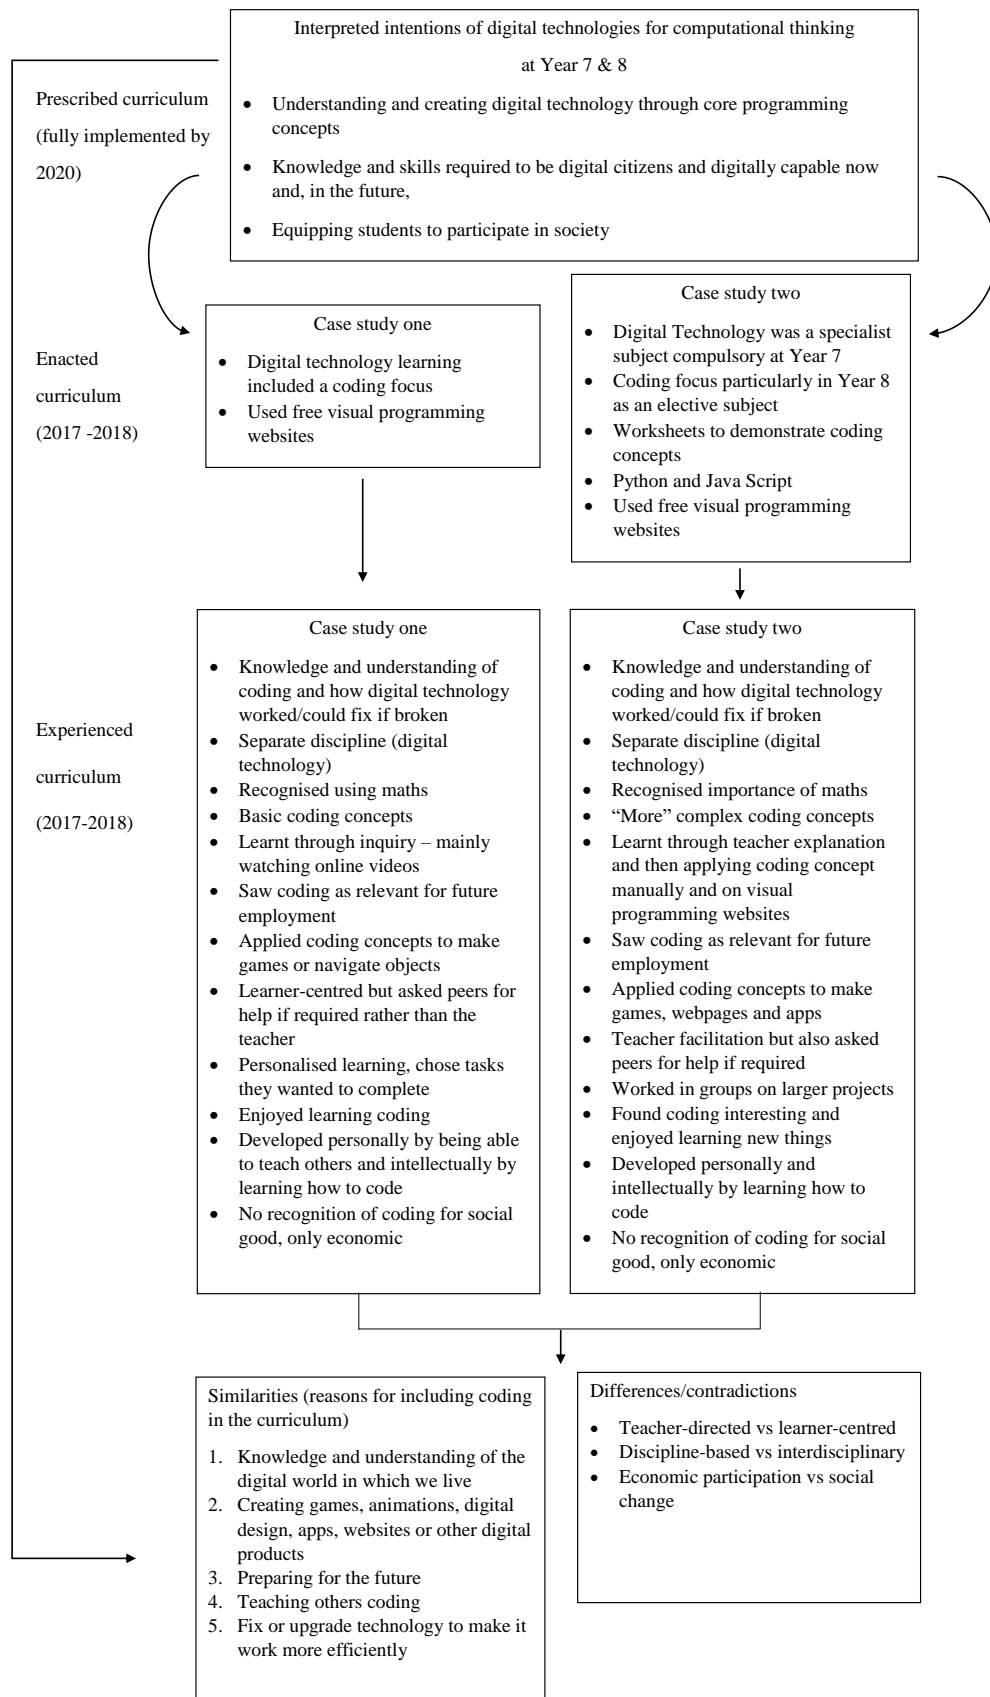 Interpreted intentions of digital technologies for computational thinking
at Year 7 & 8
• Understanding and creating digital technology through core programming
concepts
• Knowledge and skills required to be digital citizens and digitally capable now
and, in the future,
• Equipping students to participate in society
Prescribed curriculum
(fully implemented by
2020)
Enacted
curriculum
(2017 -2018)
Case study one
• Digital technology learning
included a coding focus
• Used free visual programming
websites
Case study two
• Digital Technology was a specialist
subject compulsory at Year 7
• Coding focus particularly in Year 8
as an elective subject
• Worksheets to demonstrate coding
concepts
• Python and Java Script
• Used free visual programming
websites
Experienced
curriculum
(2017-2018)
Case study one
• Knowledge and understanding of
coding and how digital technology
worked/could fix if broken
• Separate discipline (digital
technology)
• Recognised using maths
• Basic coding concepts
• Learnt through inquiry – mainly
watching online videos
• Saw coding as relevant for future
employment
• Applied coding concepts to make
games or navigate objects
• Learner-centred but asked peers for
help if required rather than the
teacher
• Personalised learning, chose tasks
they wanted to complete
• Enjoyed learning coding
• Developed personally by being able
to teach others and intellectually by
learning how to code
• No recognition of coding for social
good, only economic
Case study two
• Knowledge and understanding of
coding and how digital technology
worked/could fix if broken
• Separate discipline (digital
technology)
• Recognised importance of maths
• “More” complex coding concepts
• Learnt through teacher explanation
and then applying coding concept
manually and on visual
programming websites
• Saw coding as relevant for future
employment
• Applied coding concepts to make
games, webpages and apps
• Teacher facilitation but also asked
peers for help if required
• Worked in groups on larger projects
• Found coding interesting and
enjoyed learning new things
• Developed personally and
intellectually by learning how to
code
• No recognition of coding for social
good, only economic
Similarities (reasons for including coding
in the curriculum)
1. Knowledge and understanding of the
digital world in which we live
2. Creating games, animations, digital
design, apps, websites or other digital
products
3. Preparing for the future
4. Teaching others coding
5. Fix or upgrade technology to make it
work more efficiently
Differences/contradictions
• Teacher-directed vs learner-centred
• Discipline-based vs interdisciplinary
• Economic participation vs social
change